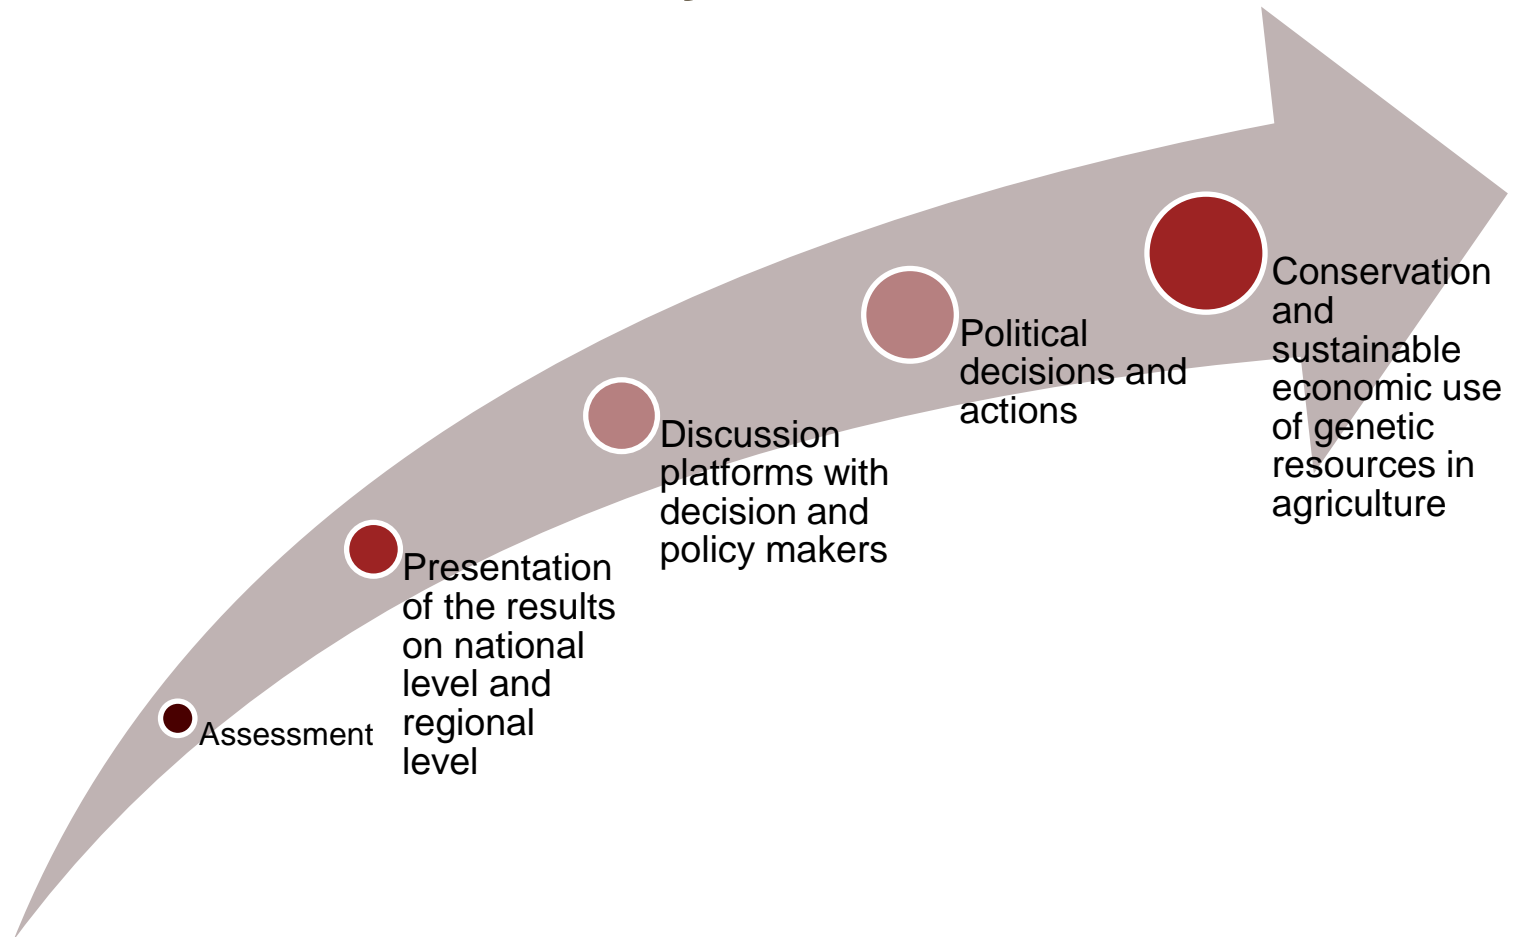 Assessment
Presentation
of the results
on national
level and
regional
level
Discussion
platforms with
decision and
policy makers
Political
decisions and
actions
Conservation
and
sustainable
economic use
of genetic
resources in
agriculture